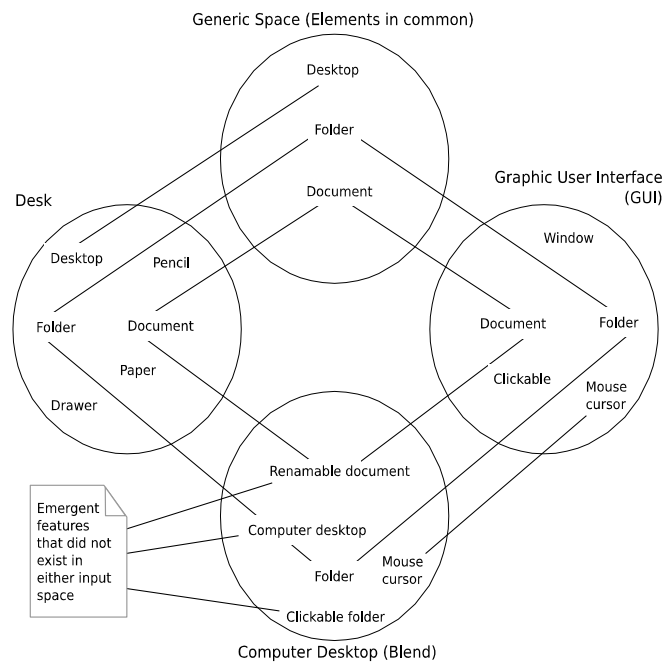 Generic Space (Elements in common)
Desktop
Folder
Document
Desk
Desktop
Pencil
Folder
Document
Paper
Drawer
Graphic User Interface
(GUI)
Window
Document
Folder
Clickable
Mouse
cursor
Renamable document
Computer desktop
Folder
Mouse
cursor
Clickable folder
Computer Desktop (Blend)
Emergent
features
that did not
exist in
either input
space